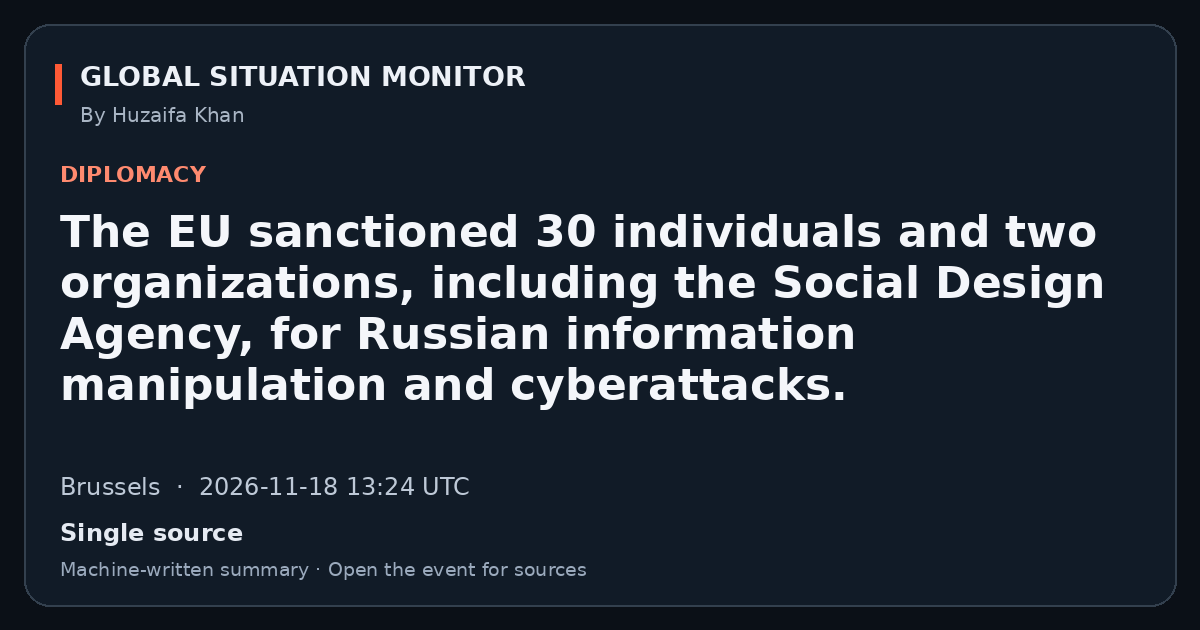 GLOBAL SITUATION MONITOR
By Huzaifa Khan
DIPLOMACY
The EU sanctioned 30 individuals and two
organizations, including the Social Design
Agency, for Russian information
manipulation and cyberattacks.
Brussels · 2026-11-18 13:24 UTC
Single source
Machine-written summary · Open the event for sources